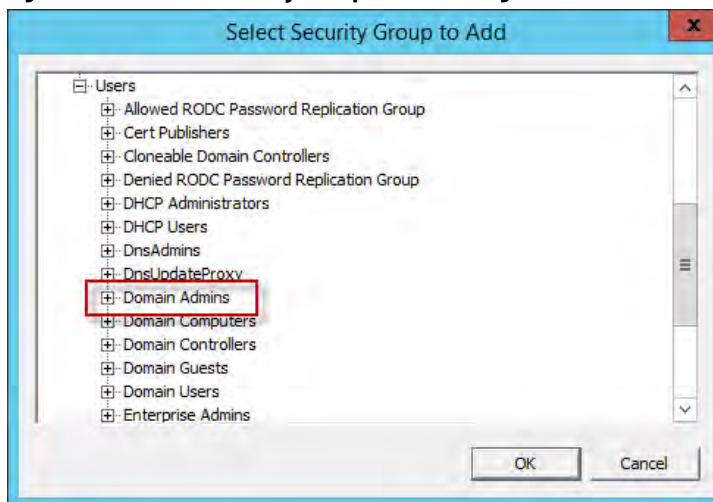 Select Security Group to Add
x
Users
Allowed RODC Password Replication Group
Cert Publishers
Cloneable Domain Controllers
Denied RODC Password Replication Group
DHCP Administrators
DHCP Users
DnsAdmins
DnsUpdateProxy
Domain Admins
Domain Computers
Domain Controllers
Domain Guests
Domain Users
Enterprise Admins
OK Cancel